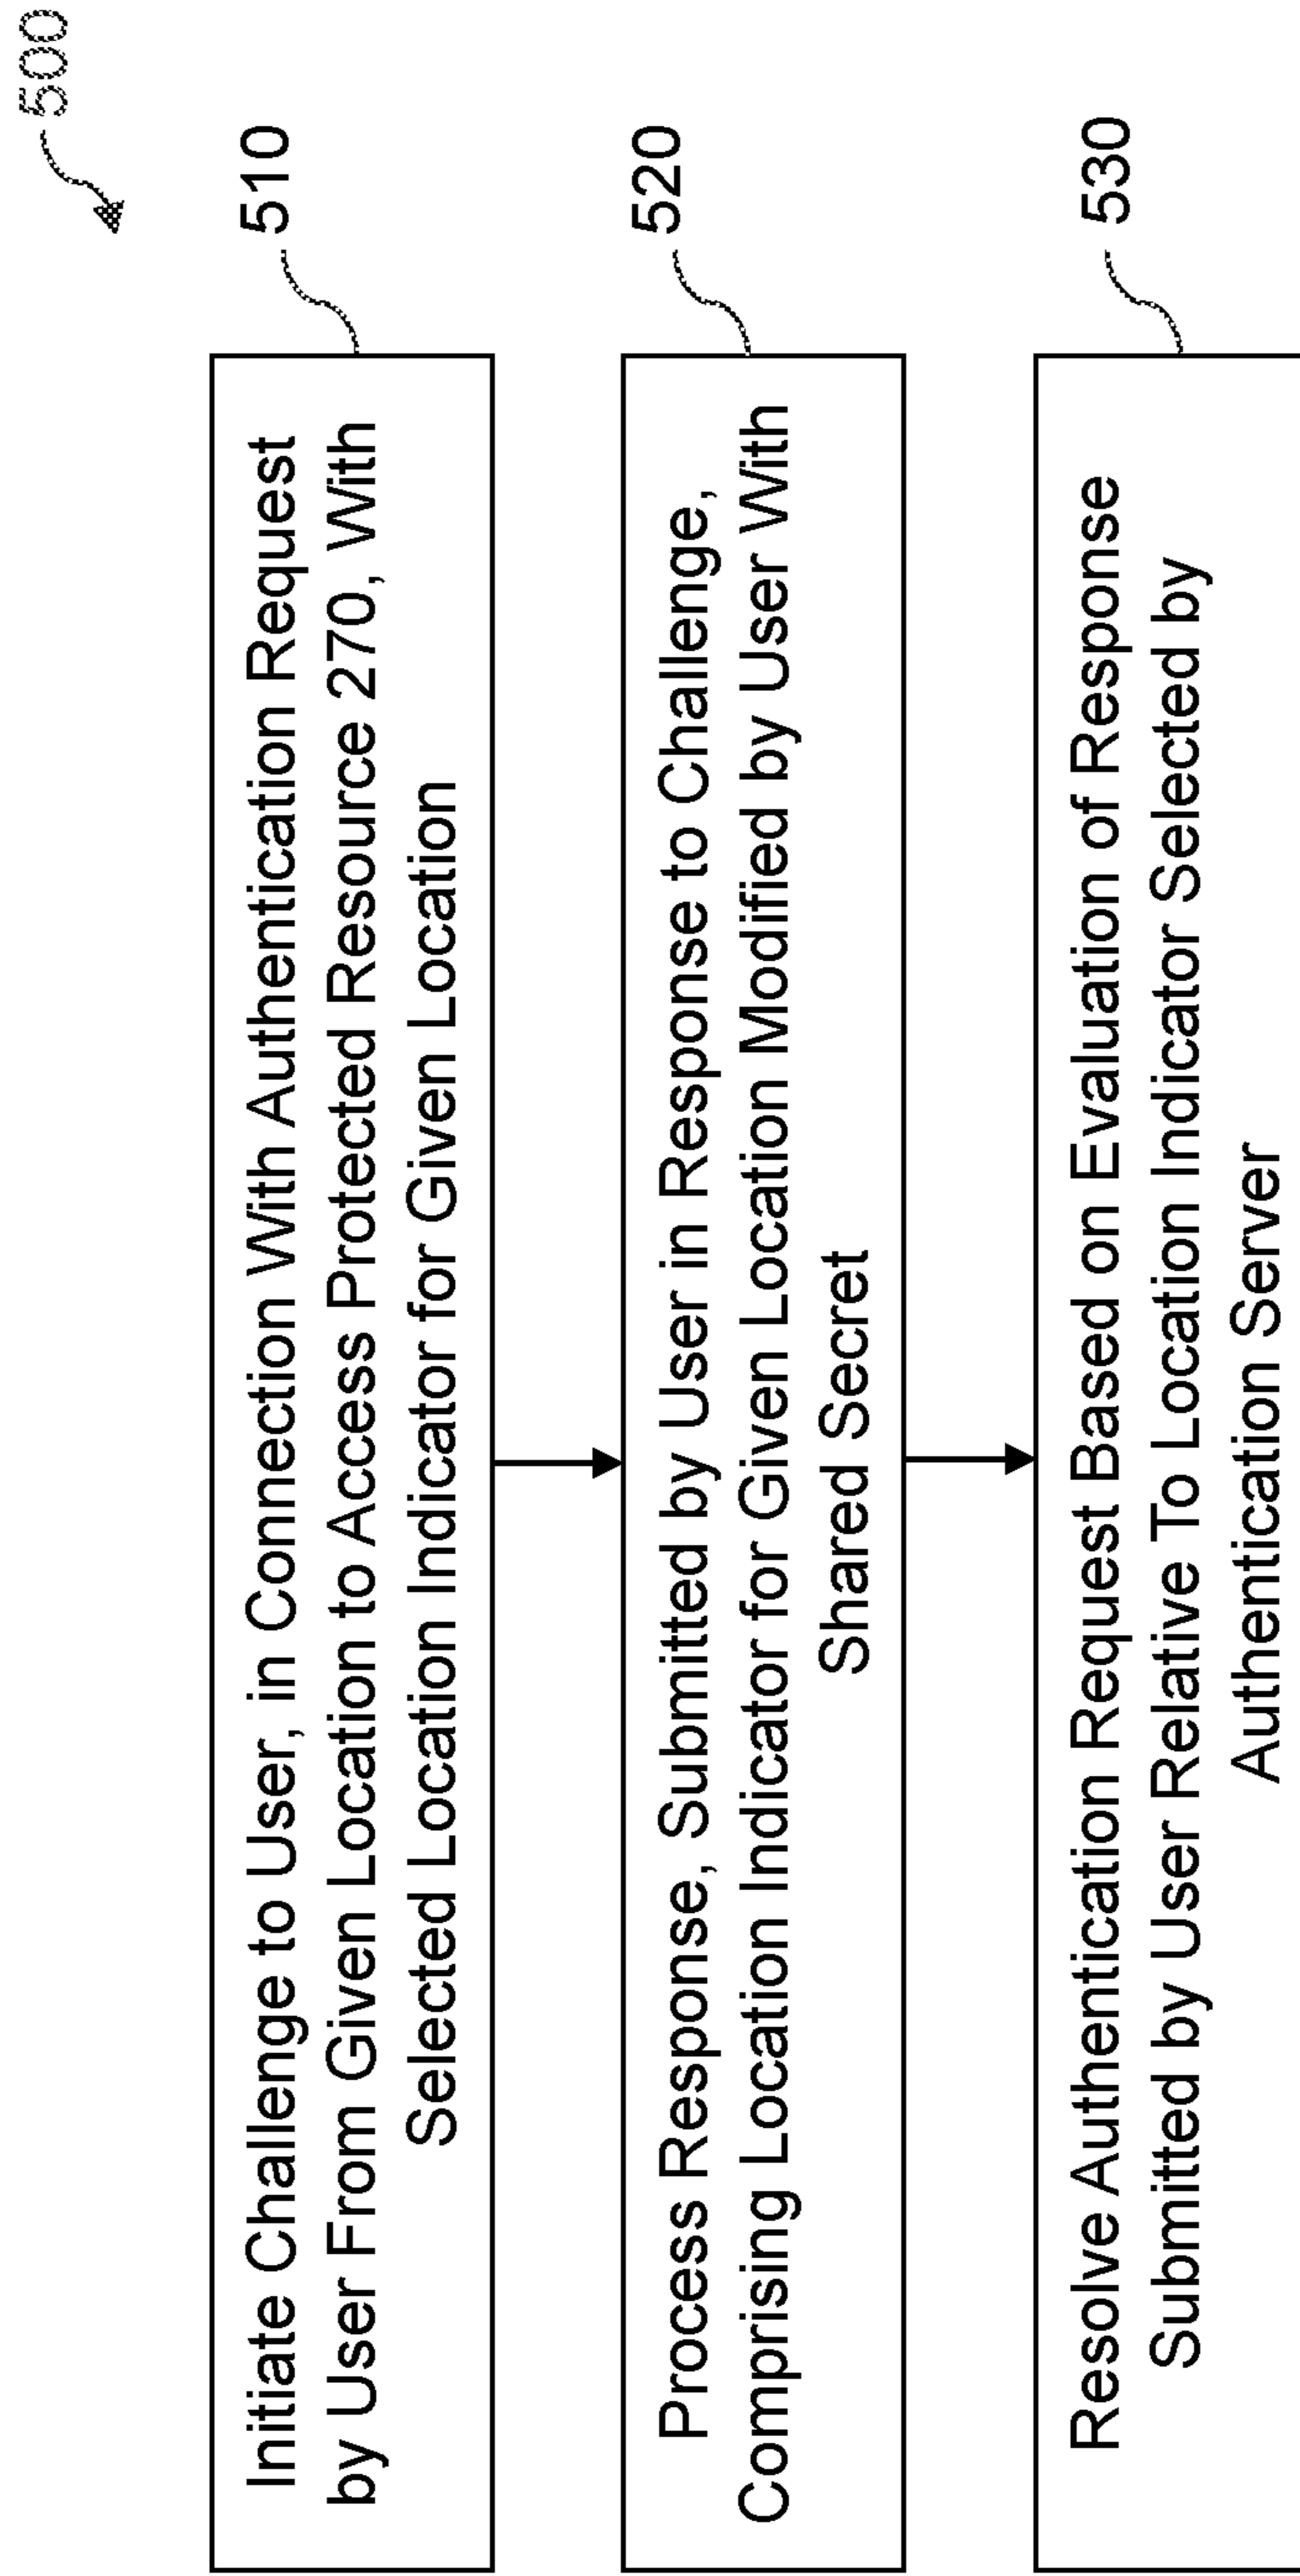 500
510
Initiate Challenge to User, in Connection With Authentication Request
by User From Given Location to Access Protected Resource 270, With
Selected Location Indicator for Given Location
520
Process Response, Submitted by User in Response to Challenge,
Comprising Location Indicator for Given Location Modified by User With
Shared Secret
530
Resolve Authentication Request Based on Evaluation of Response
Submitted by User Relative To Location Indicator Selected by
Authentication Server